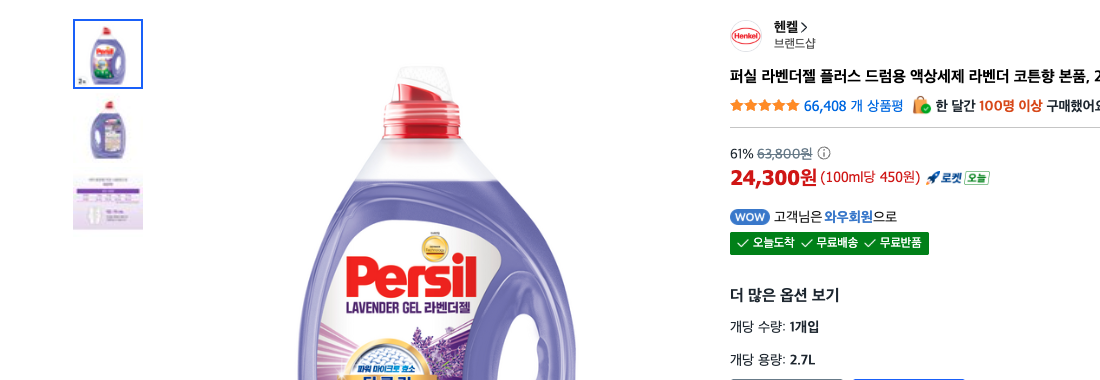 Henkel
헨켈 >
브랜드샵
퍼실 라벤더젤 플러스 드럼용 액상세제 라벤더 코튼향 본품, 2
66,408 개 상품평
한 달간 100명 이상 구매했어요
61% 63,800원
24,300원 (100ml당 450원) 로켓 오늘
WOW 고객님은 와우회원으로
오늘도착 무료배송 무료반품
더 많은 옵션 보기
개당 수량: 1개입
개당 용량: 2.7L
Persil
LAVENDER GEL 라벤더젤
파워 마이크로 효소